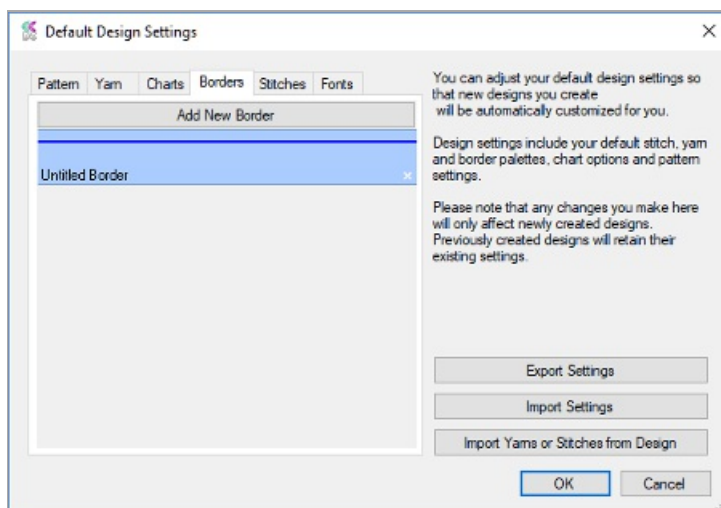 Default Design Settings
Pattern Yarn Charts Borders Stitches Fonts
Add New Border
Untitled Border
You can adjust your default design settings so
that new designs you create
will be automatically customized for you.
Design settings include your default stitch, yarn
and border palettes, chart options and pattern
settings.
Please note that any changes you make here
will only affect newly created designs.
Previously created designs will retain their
existing settings.
Export Settings
Import Settings
Import Yarns or Stitches from Design
OK Cancel